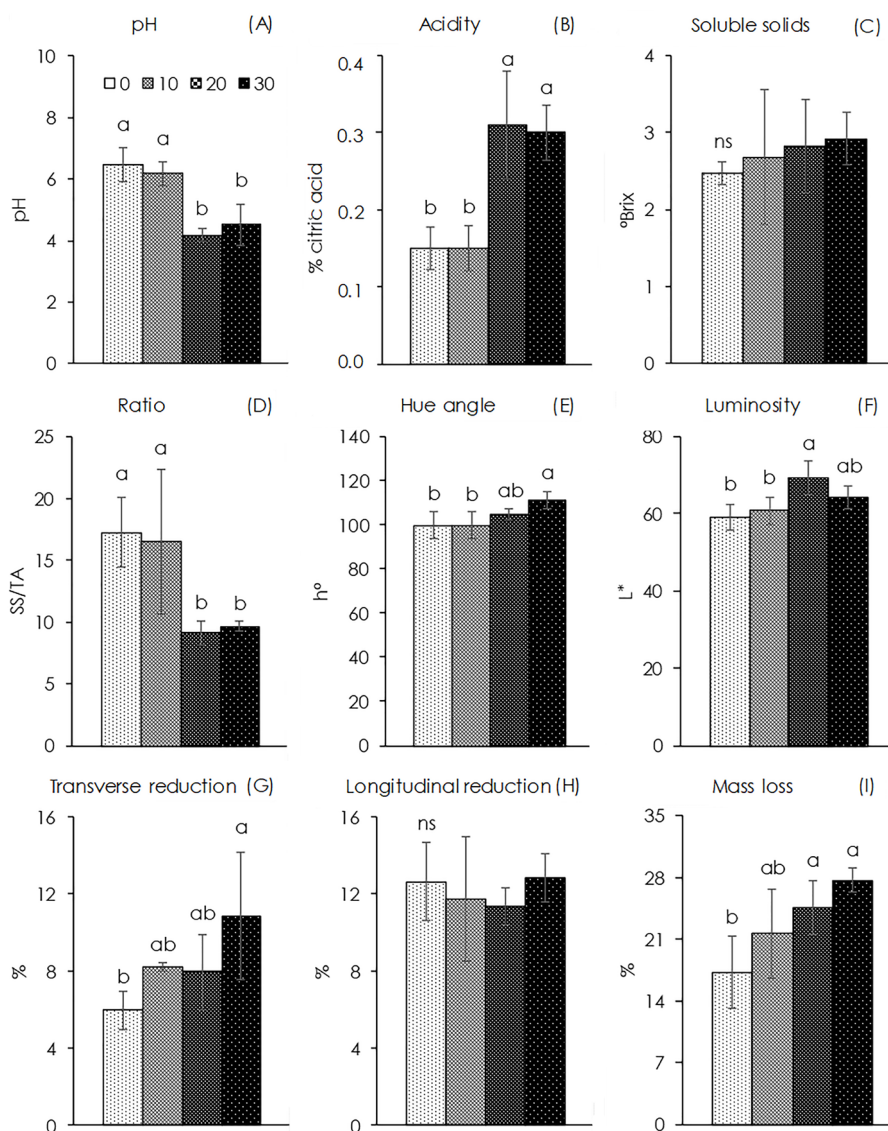 pH (A)
10
8
6
4
2
0
pH
0 10 20 30
a a b b
Acidity (B)
0.4
0.3
0.2
0.1
0.0
% citric acid
b b a a
Soluble solids (C)
4
3
2
1
0
ºBrix
ns
Ratio (D)
25
20
15
10
5
0
SS/TA
a a b b
Hue angle (E)
140
120
100
80
60
40
20
0
hº
b b ab a
Luminosity (F)
80
60
40
20
0
L*
b b a ab
Transverse reduction (G)
16
12
8
4
0
%
b ab ab a
Longitudinal reduction (H)
16
12
8
4
0
%
ns
Mass loss (I)
35
28
21
14
7
0
%
b ab a a